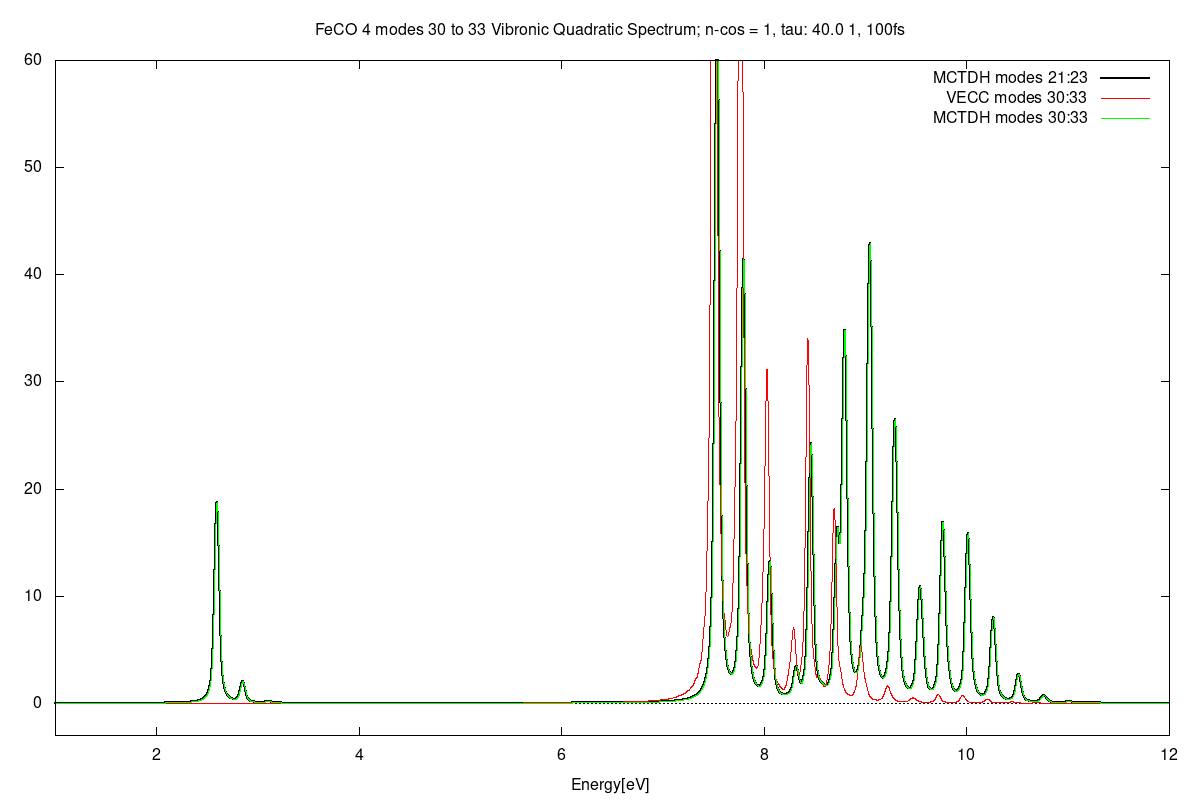 FeCO 4 modes 30 to 33 Vibronic Quadratic Spectrum; n-cos = 1, tau: 40.0 1, 100fs
60
MCTDH modes 21:23
VECC modes 30:33
MCTDH modes 30:33
50
40
30
20
10
0
2 4 6 8 10 12
Energy[eV]